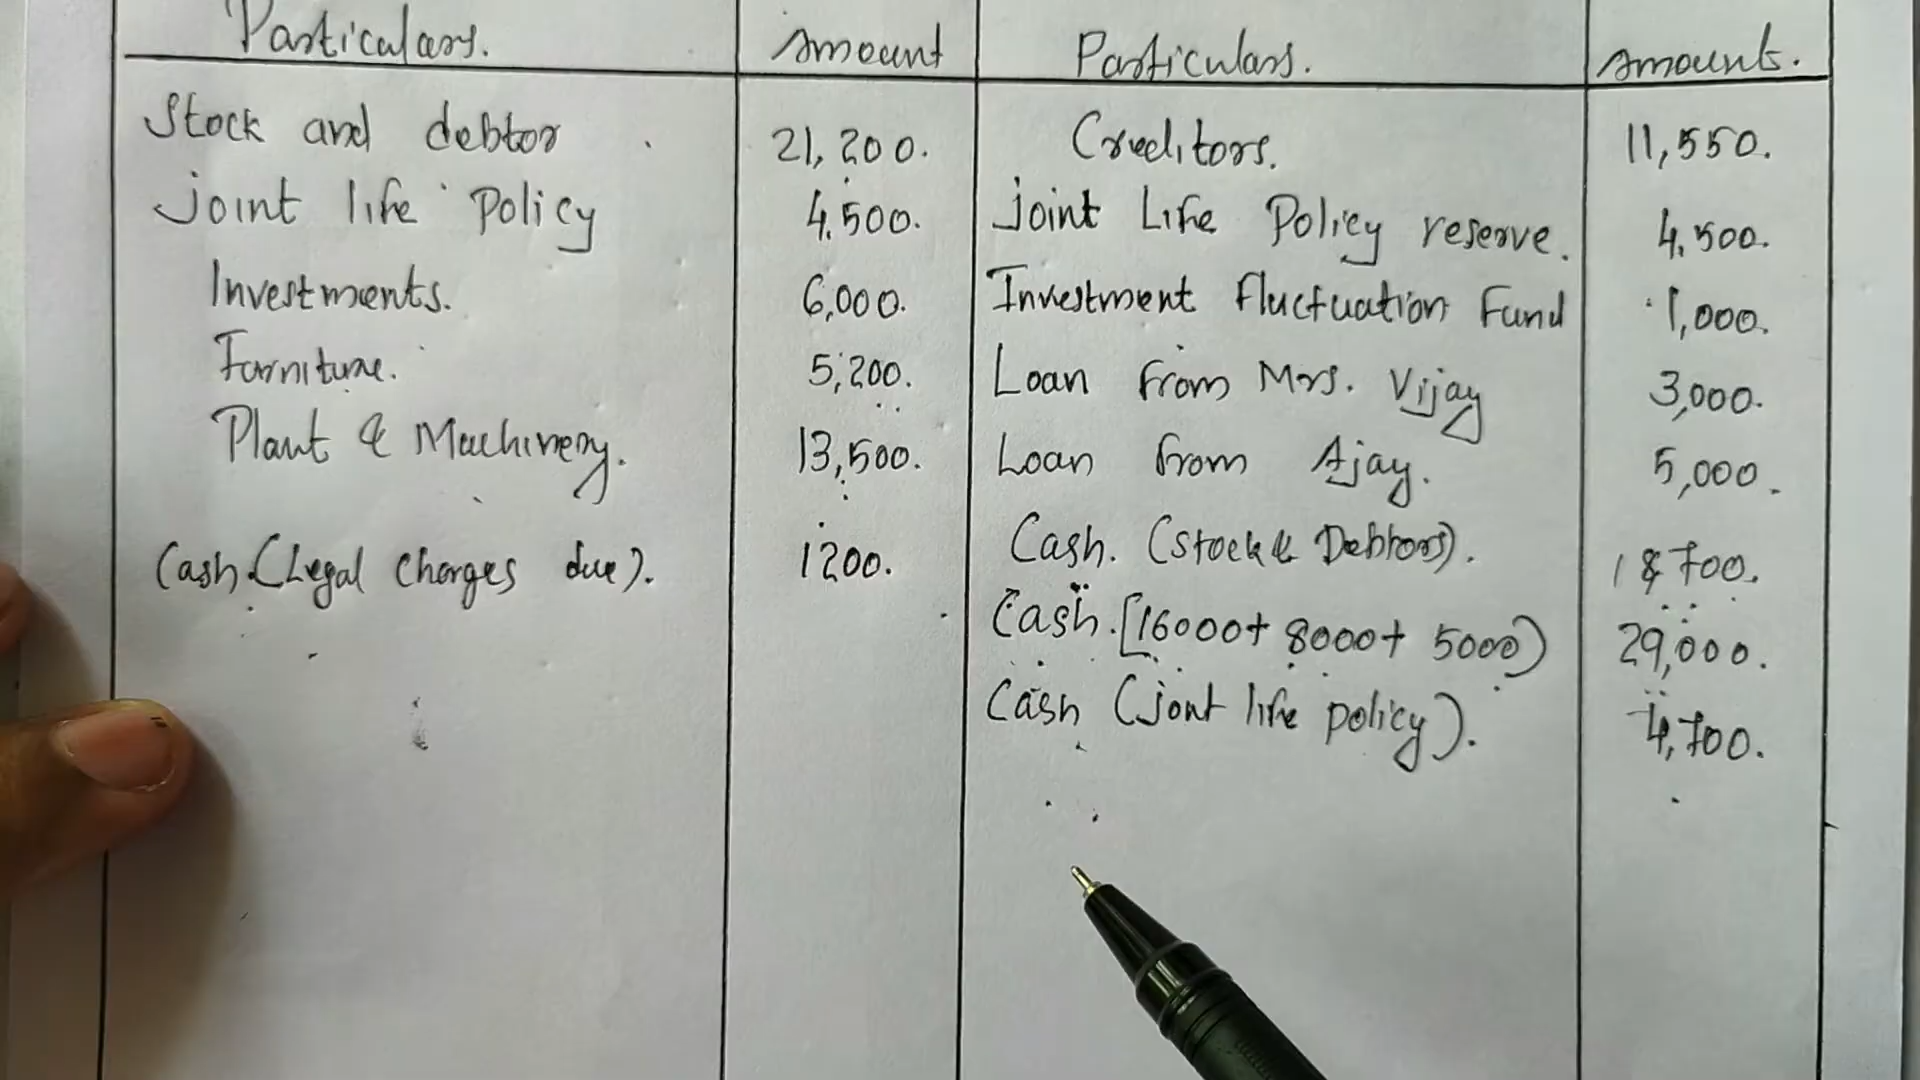 Particulars. Amount Particulars. Amounts.
Stock and debtor 21,200. Creditors. 11,550.
Joint life Policy 4,500. Joint Life Policy reserve. 4,500.
Investments. 6,000. Investment Fluctuation Fund 1,000.
Furniture. 5,200. Loan from Mrs. Vijay 3,000.
Plant & Machinery. 13,500. Loan from Ajay. 5,000.
Cash (Legal Charges due). 1200. Cash. (Stock & Debtors). 18700.
Cash. [16000+ 8000+ 5000) 29,000.
Cash (jont life policy). 4,700.